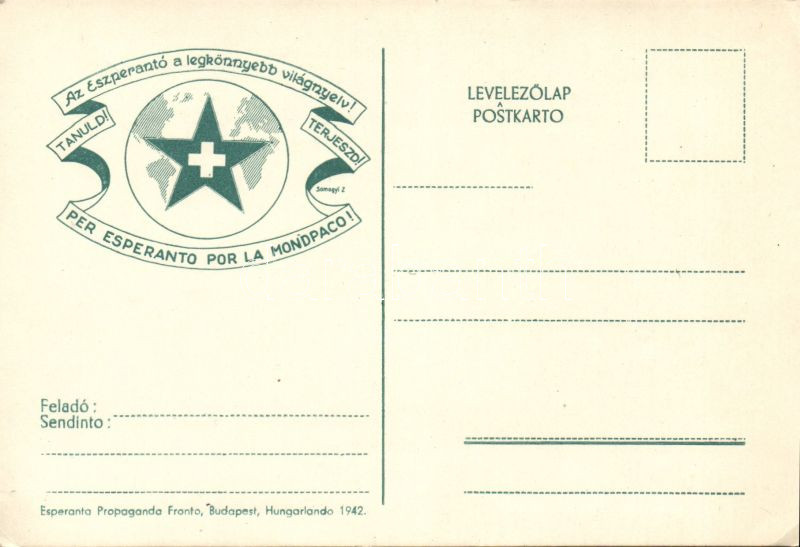 Az Eszperantó a legkönnyebb világnyelv!
TANULD!
TERJESZD!
Somogyi Z
PER ESPERANTO POR LA MONDPACO!
LEVELEZŐLAP
POŜTKARTO
Feladó :
Sendinto :
Esperanta Propaganda Fronto, Budapest, Hungarlando 1942.